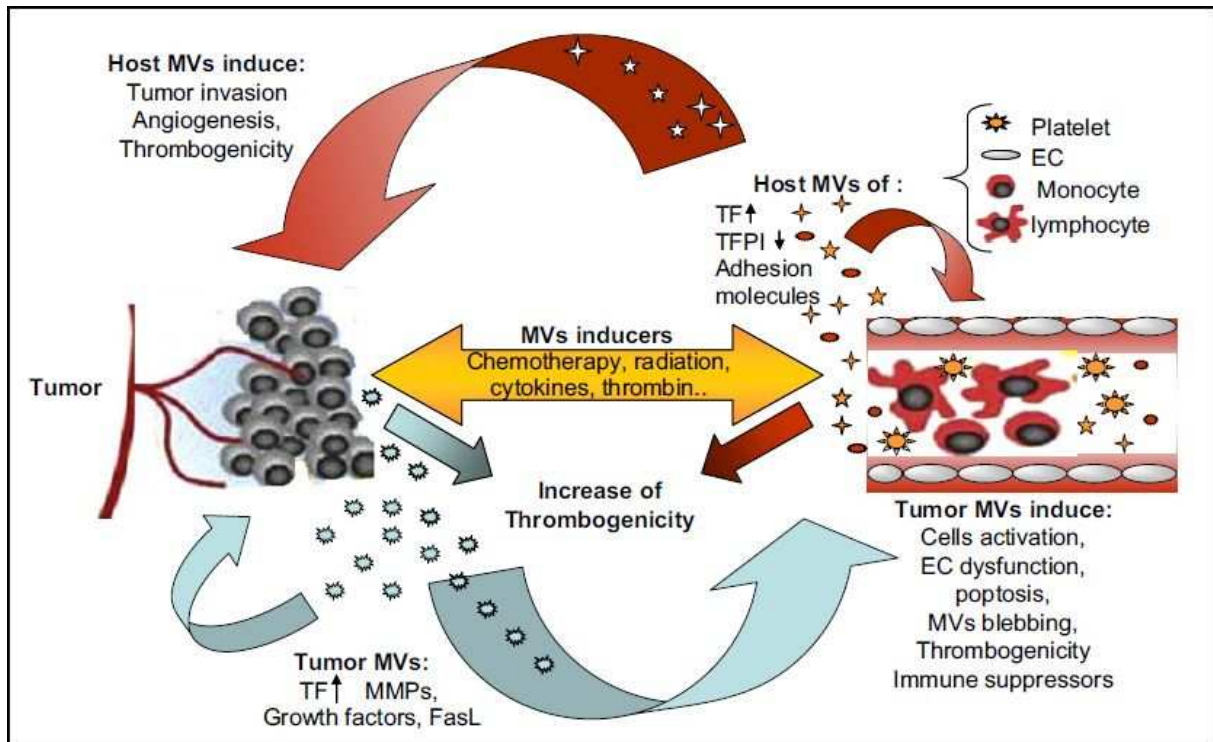 Host MVs induce:
Tumor invasion
Angiogenesis,
Thrombogenicity
Platelet
EC
Monocyte
lymphocyte
Host MVs of :
TF↑
TFPI↓
Adhesion
molecules
MVs inducers
Chemotherapy, radiation,
cytokines, thrombin..
Tumor
Increase of
Thrombogenicity
Tumor MVs induce:
Cells activation,
EC dysfunction,
poptosis,
MVs blebbing,
Thrombogenicity
Immune suppressors
Tumor MVs:
TF↑ MMPs,
Growth factors, FasL